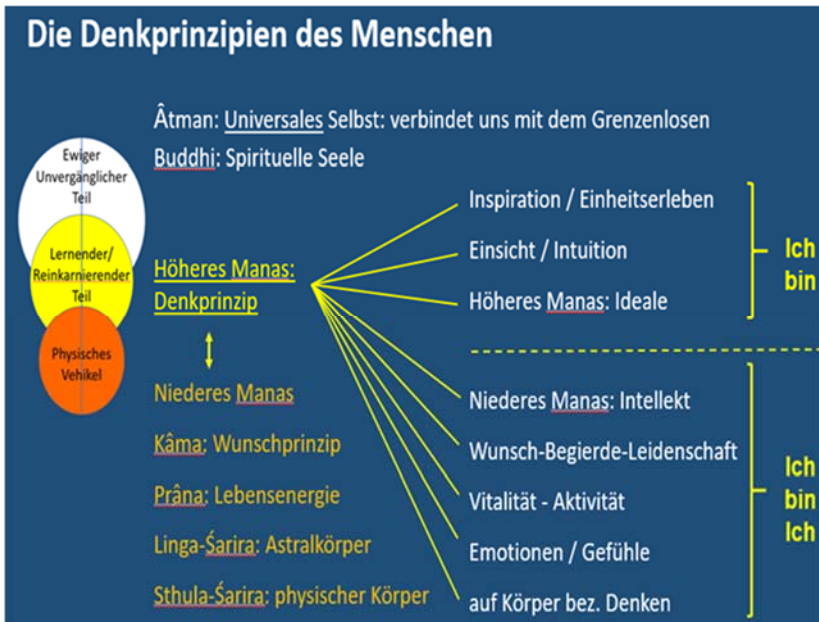 Die Denkprinzipien des Menschen
Âtman: Universales Selbst: verbindet uns mit dem Grenzenlosen
Buddhi: Spirituelle Seele
Ewiger
Unvergänglicher
Teil
Lernender/
Reinkarnierender
Teil
Physisches
Vehikel
Höheres Manas:
Denkprinzip
Niederes Manas
Kâma: Wunschprinzip
Prâna: Lebensenergie
Linga-Śarira: Astralkörper
Sthula-Śarira: physischer Körper
Inspiration / Einheitserleben
Einsicht / Intuition
Höheres Manas: Ideale
Ich
bin
Niederes Manas: Intellekt
Wunsch-Begierde-Leidenschaft
Vitalität - Aktivität
Emotionen / Gefühle
auf Körper bez. Denken
Ich
bin
Ich